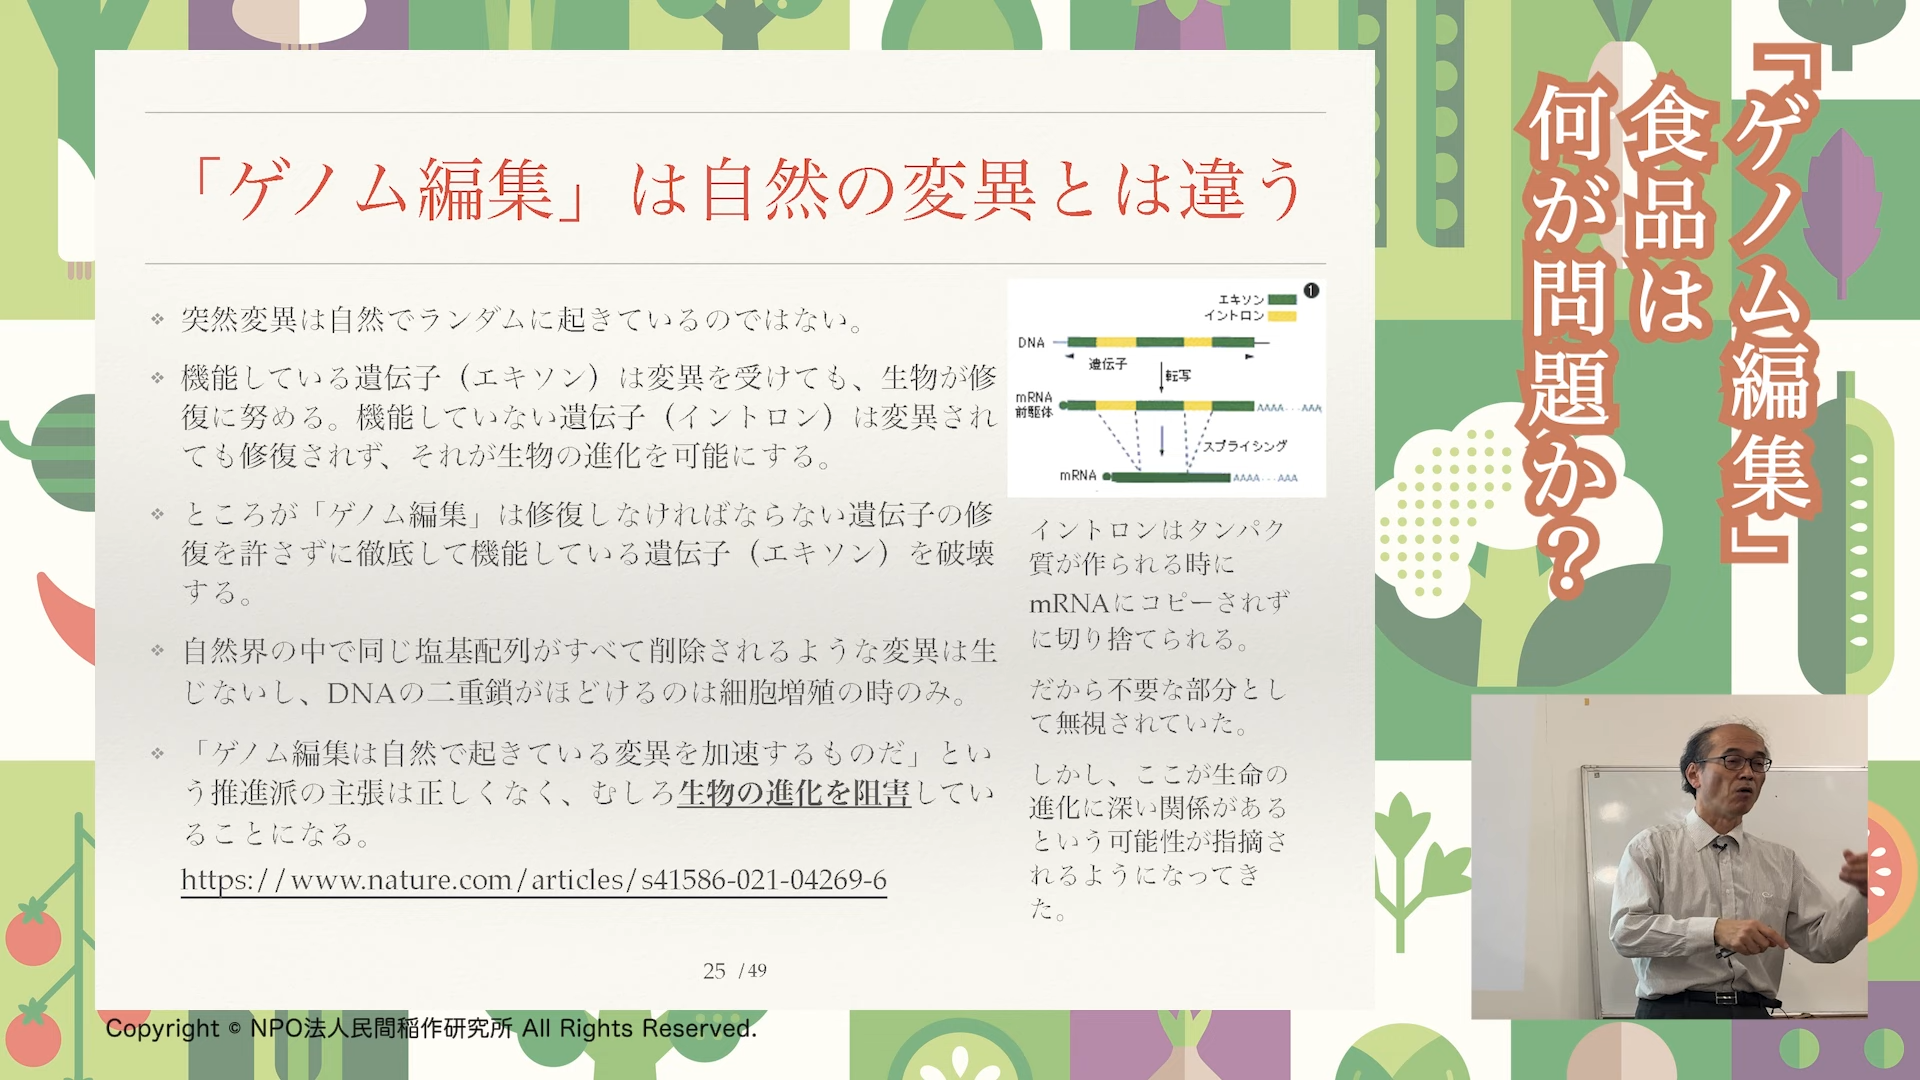 「ゲノム編集」は自然の変異とは違う
突然変異は自然でランダムに起きているのではない。
機能している遺伝子（エキソン）は変異を受けても、生物が修
復に努める。機能していない遺伝子（イントロン）は変異され
ても修復されず、それが生物の進化を可能にする。
ところが「ゲノム編集」は修復しなければならない遺伝子の修
復を許さずに徹底して機能している遺伝子（エキソン）を破壊
する。
自然界の中で同じ塩基配列がすべて削除されるような変異は生
じないし、DNAの二重鎖がほどけるのは細胞増殖の時のみ。
「ゲノム編集は自然で起きている変異を加速するものだ」とい
う推進派の主張は正しくなく、むしろ生物の進化を阻害してい
ることになる。
https://www.nature.com/articles/s41586-021-04269-6
1
エキソン
イントロン
DNA
遺伝子
転写
mRNA
前駆体
AAAA...AAA
スプライシング
mRNA
AAAA...AAA
イントロンはタンパク
質が作られる時に
mRNAにコピーされず
に切り捨てられる。
だから不要な部分とし
て無視されていた。
しかし、ここが生命の
進化に深い関係がある
という可能性が指摘さ
れるようになってき
た。
25 /49
『ゲノム編集』
食品は
何が問題か？
Copyright © NPO法人民間稲作研究所 All Rights Reserved.